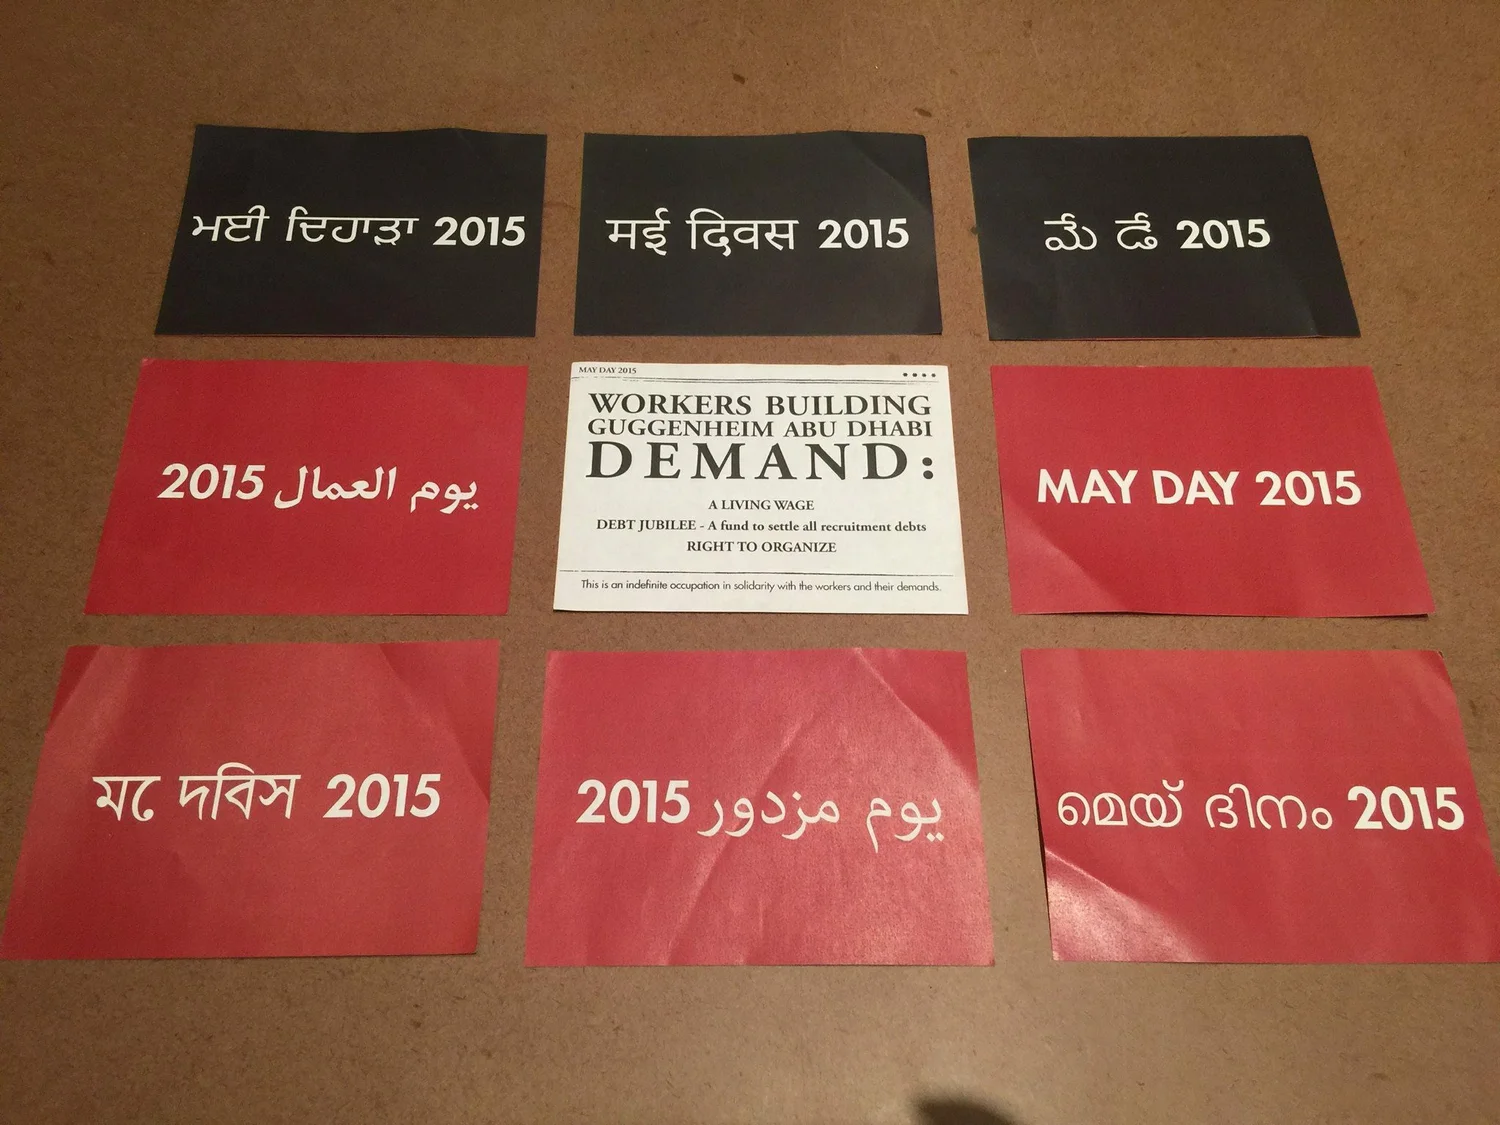 ਮਈ ਦਿਹਾੜਾ 2015
मई दिवस 2015
మే డే 2015
يوم العمال 2015
MAY DAY 2015
••••
WORKERS BUILDING
GUGGENHEIM ABU DHABI
DEMAND:
A LIVING WAGE
DEBT JUBILEE - A fund to settle all recruitment debts
RIGHT TO ORGANIZE
This is an indefinite occupation in solidarity with the workers and their demands.
MAY DAY 2015
ম ে দবিস 2015
يوم مزدور 2015
മെയ് ദിനം 2015